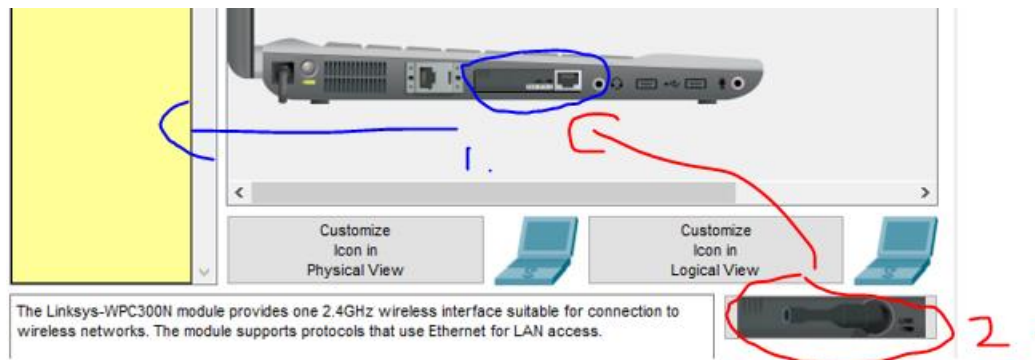 1.
Customize
Icon in
Physical View
Customize
Icon in
Logical View
The Linksys-WPC300N module provides one 2.4GHz wireless interface suitable for connection to
wireless networks. The module supports protocols that use Ethernet for LAN access.
2